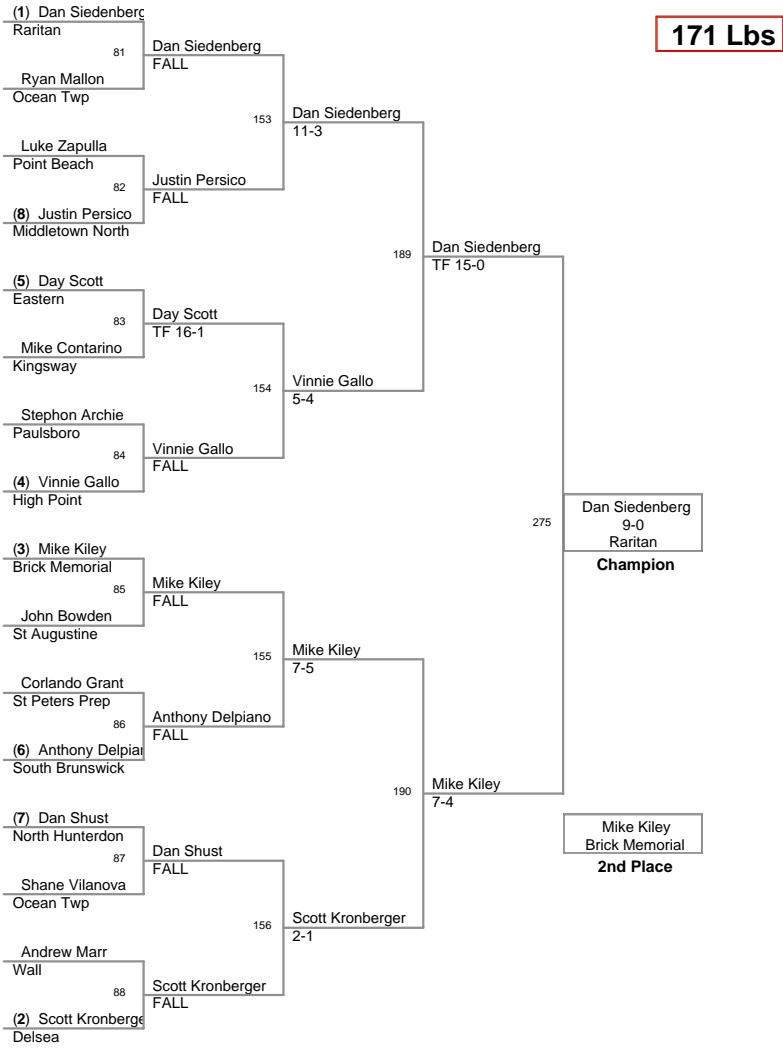 171 Lbs
(1) Dan Siedenberg
Raritan
81
Ryan Mallon
Ocean Twp
Dan Siedenberg
FALL
Luke Zapulla
Point Beach
82
(8) Justin Persico
Middletown North
Justin Persico
FALL
153
Dan Siedenberg
11-3
(5) Day Scott
Eastern
83
Mike Contarino
Kingsway
Day Scott
TF 16-1
Stephon Archie
Paulsboro
84
(4) Vinnie Gallo
High Point
Vinnie Gallo
FALL
154
Vinnie Gallo
5-4
189
Dan Siedenberg
TF 15-0
(3) Mike Kiley
Brick Memorial
85
John Bowden
St Augustine
Mike Kiley
FALL
Corlando Grant
St Peters Prep
86
(6) Anthony Delpian
South Brunswick
Anthony Delpiano
FALL
155
Mike Kiley
7-5
(7) Dan Shust
North Hunterdon
87
Shane Vilanova
Ocean Twp
Dan Shust
FALL
Andrew Marr
Wall
88
(2) Scott Kronberge
Delsea
Scott Kronberger
FALL
156
Scott Kronberger
2-1
190
Mike Kiley
7-4
275
Dan Siedenberg
9-0
Raritan
Champion
Mike Kiley
Brick Memorial
2nd Place